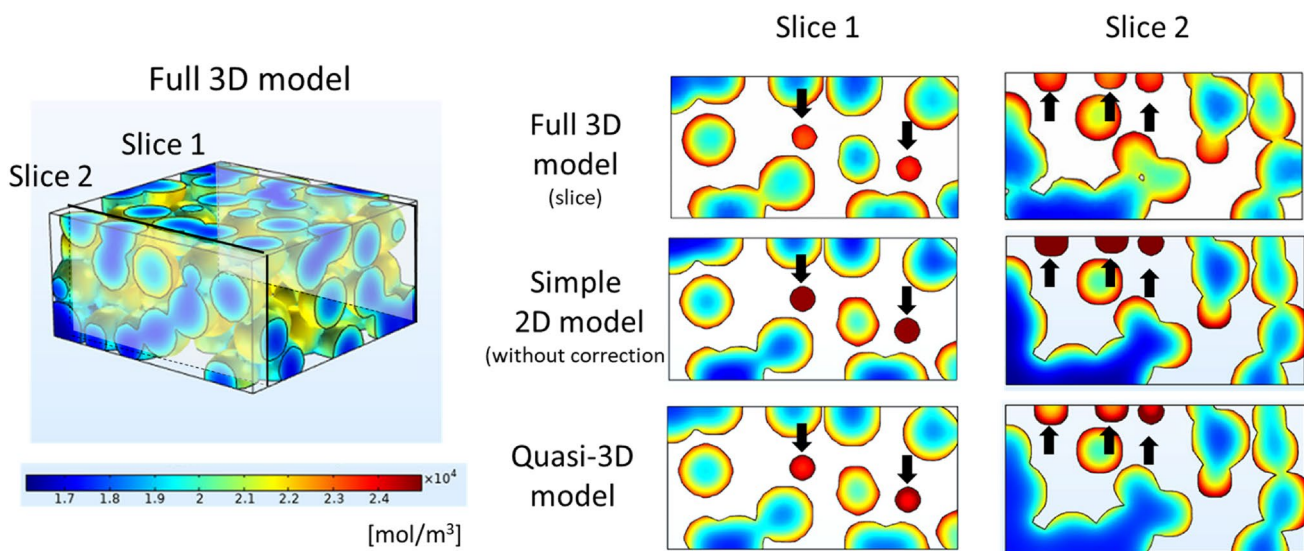 Slice 1
Slice 2
Full 3D model
Slice 1
Slice 2
Full 3D
model
(slice)
Simple
2D model
(without correction
Quasi-3D
model
1.7 1.8 1.9 2 2.1 2.2 2.3 2.4 ×10⁴
[mol/m³]